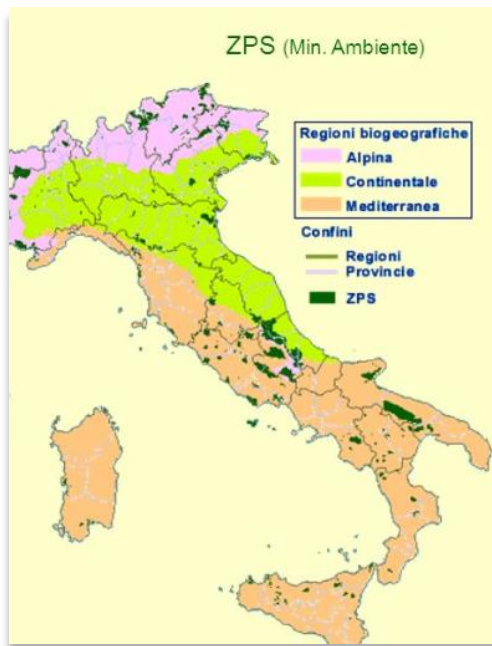 ZPS (Min. Ambiente)
Regioni biogeografiche
Alpina
Continentale
Mediterranea
Confini
Regioni
Provincie
ZPS